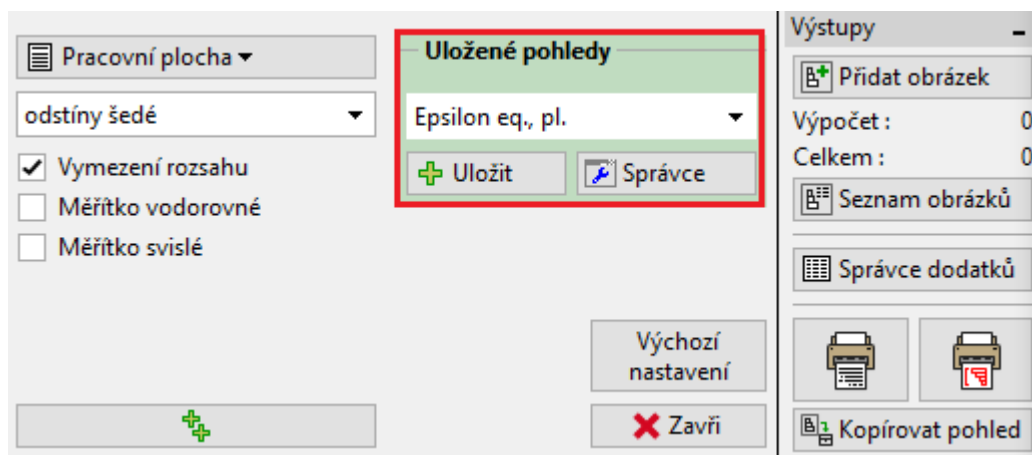 Pracovní plocha
odstíny šedé
Vymezení rozsahu
Měřítko vodorovné
Měřítko svislé
Uložené pohledy
Epsilon eq., pl.
Uložit
Správce
Výchozí
nastavení
Zavři
Výstupy
Přidat obrázek
Výpočet : 0
Celkem : 0
Seznam obrázků
Správce dodatků
Kopírovat pohled